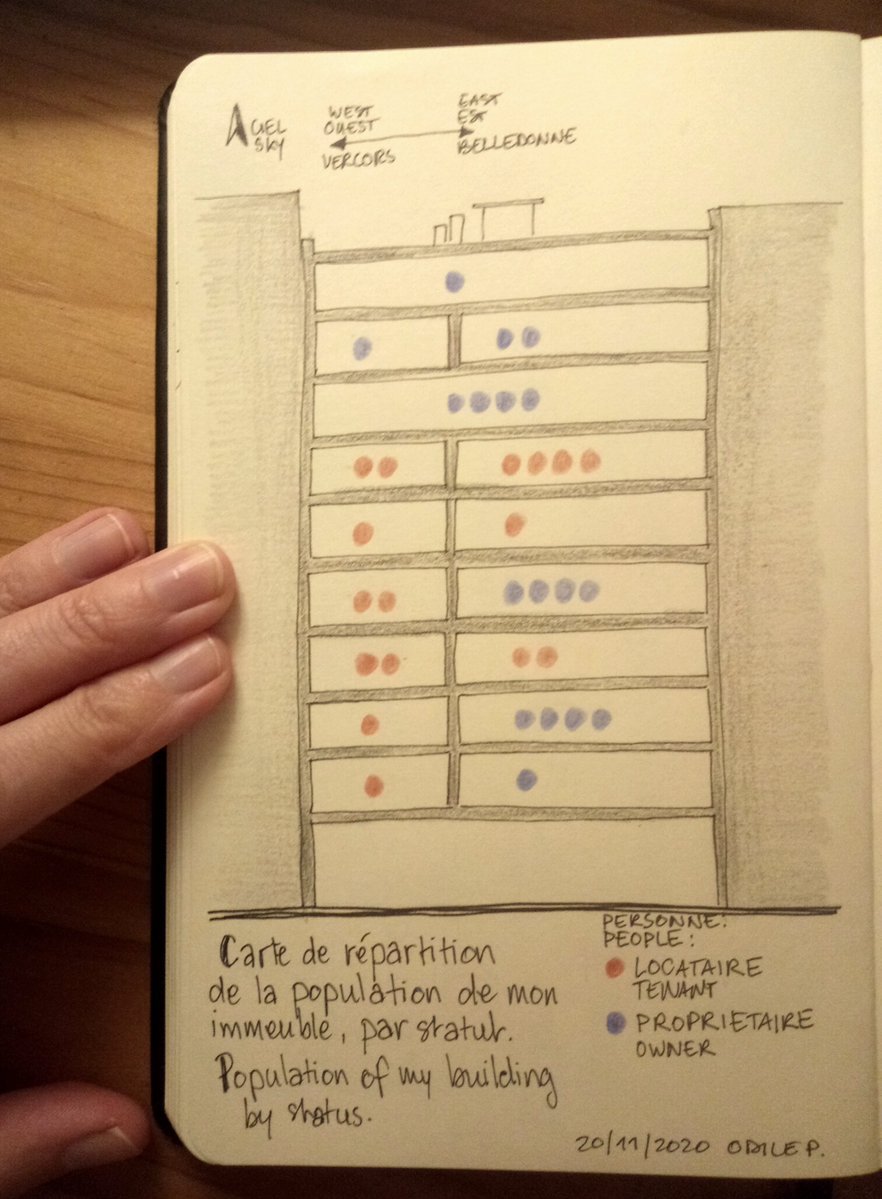 CIEL
SKY
WEST
OUEST
VERCORS
EAST
EST
BELLEDONNE
Carte de répartition
de la population de mon
immeuble, par statut.
Population of my building
by status.
PERSONNE:
PEOPLE:
LOCATAIRE
TENANT
PROPRIETAIRE
OWNER
20/11/2020 ODILE P.